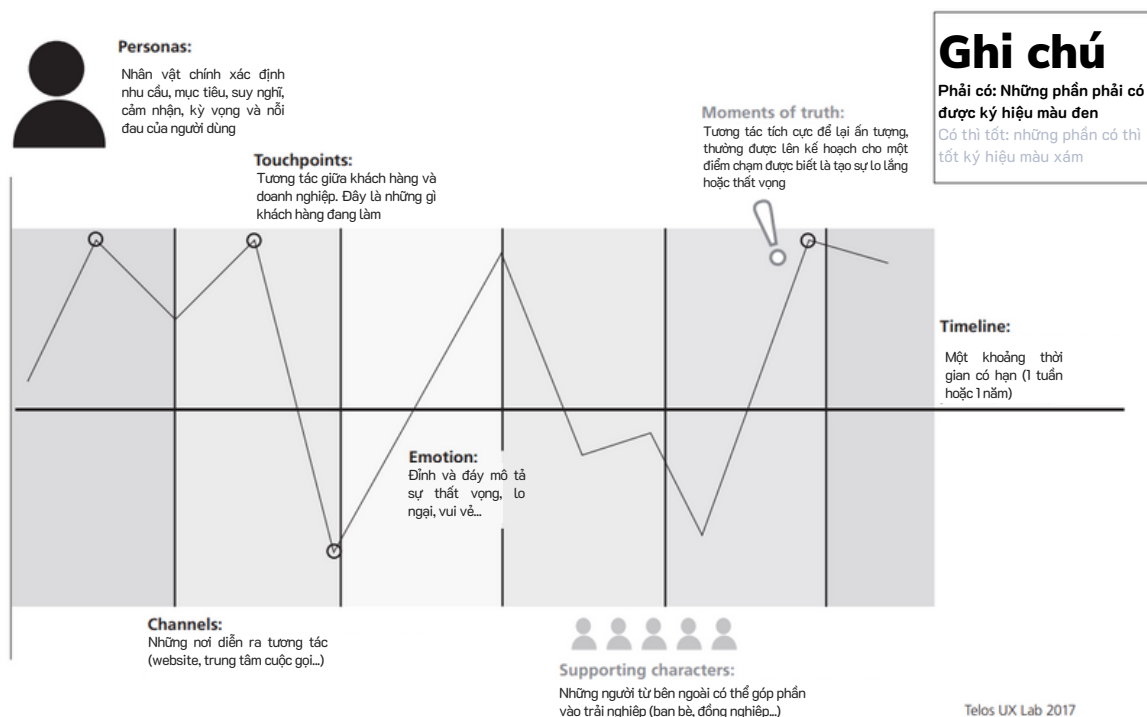 Personas:
Nhân vật chính xác định
nhu cầu, mục tiêu, suy nghĩ,
cảm nhận, kỳ vọng và nỗi
đau của người dùng
Ghi chú
Phải có: Những phần phải có
được ký hiệu màu đen
Có thì tốt: những phần có thì
tốt ký hiệu màu xám
Moments of truth:
Tương tác tích cực để lại ấn tượng,
thường được lên kế hoạch cho một
điểm chạm được biết là tạo sự lo lắng
hoặc thất vọng
Touchpoints:
Tương tác giữa khách hàng và
doanh nghiệp. Đây là những gì
khách hàng đang làm
Timeline:
Một khoảng thời
gian có hạn (1 tuần
hoặc 1 năm)
Emotion:
Đỉnh và đáy mô tả
sự thất vọng, lo
ngại, vui vẻ...
Channels:
Những nơi diễn ra tương tác
(website, trung tâm cuộc gọi...)
Supporting characters:
Những người từ bên ngoài có thể góp phần
vào trải nghiệp (bạn bè, đồng nghiệp...)
Telos UX Lab 2017